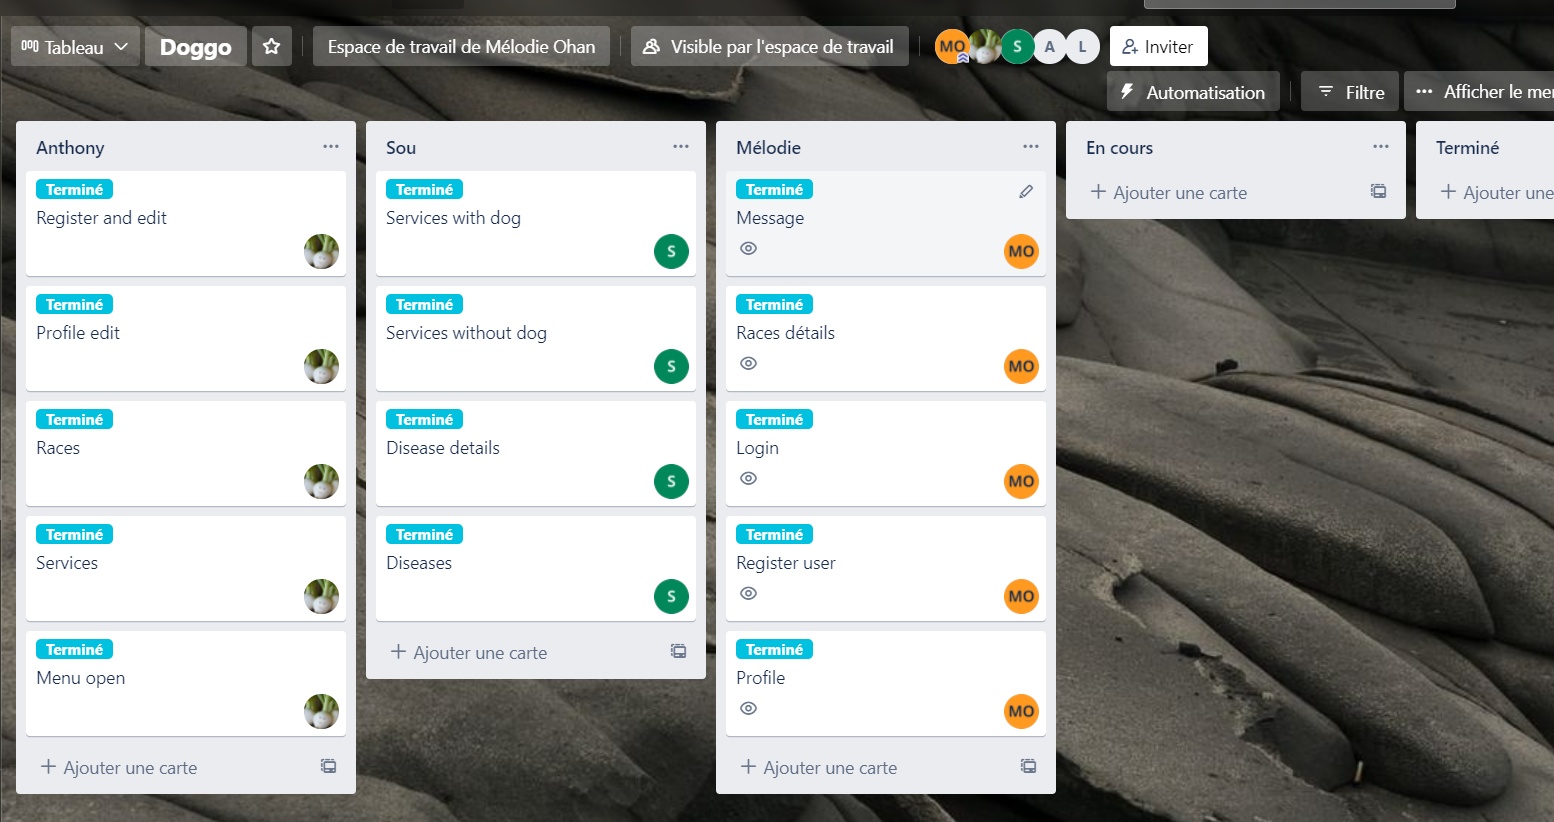 Tableau
Doggo
Espace de travail de Mélodie Ohan
Visible par l'espace de travail
MO
S
A
L
Inviter
Automatisation
Filtre
Afficher le
Anthony
Terminé
Register and edit
Terminé
Profile edit
Terminé
Races
Terminé
Services
Terminé
Menu open
Ajouter une carte
Sou
Terminé
Services with dog
S
Terminé
Services without dog
S
Terminé
Disease details
S
Terminé
Diseases
S
Ajouter une carte
Mélodie
Terminé
Message
MO
Terminé
Races détails
MO
Terminé
Login
MO
Terminé
Register user
MO
Terminé
Profile
MO
Ajouter une carte
En cours
Ajouter une carte
Terminé
Ajouter une